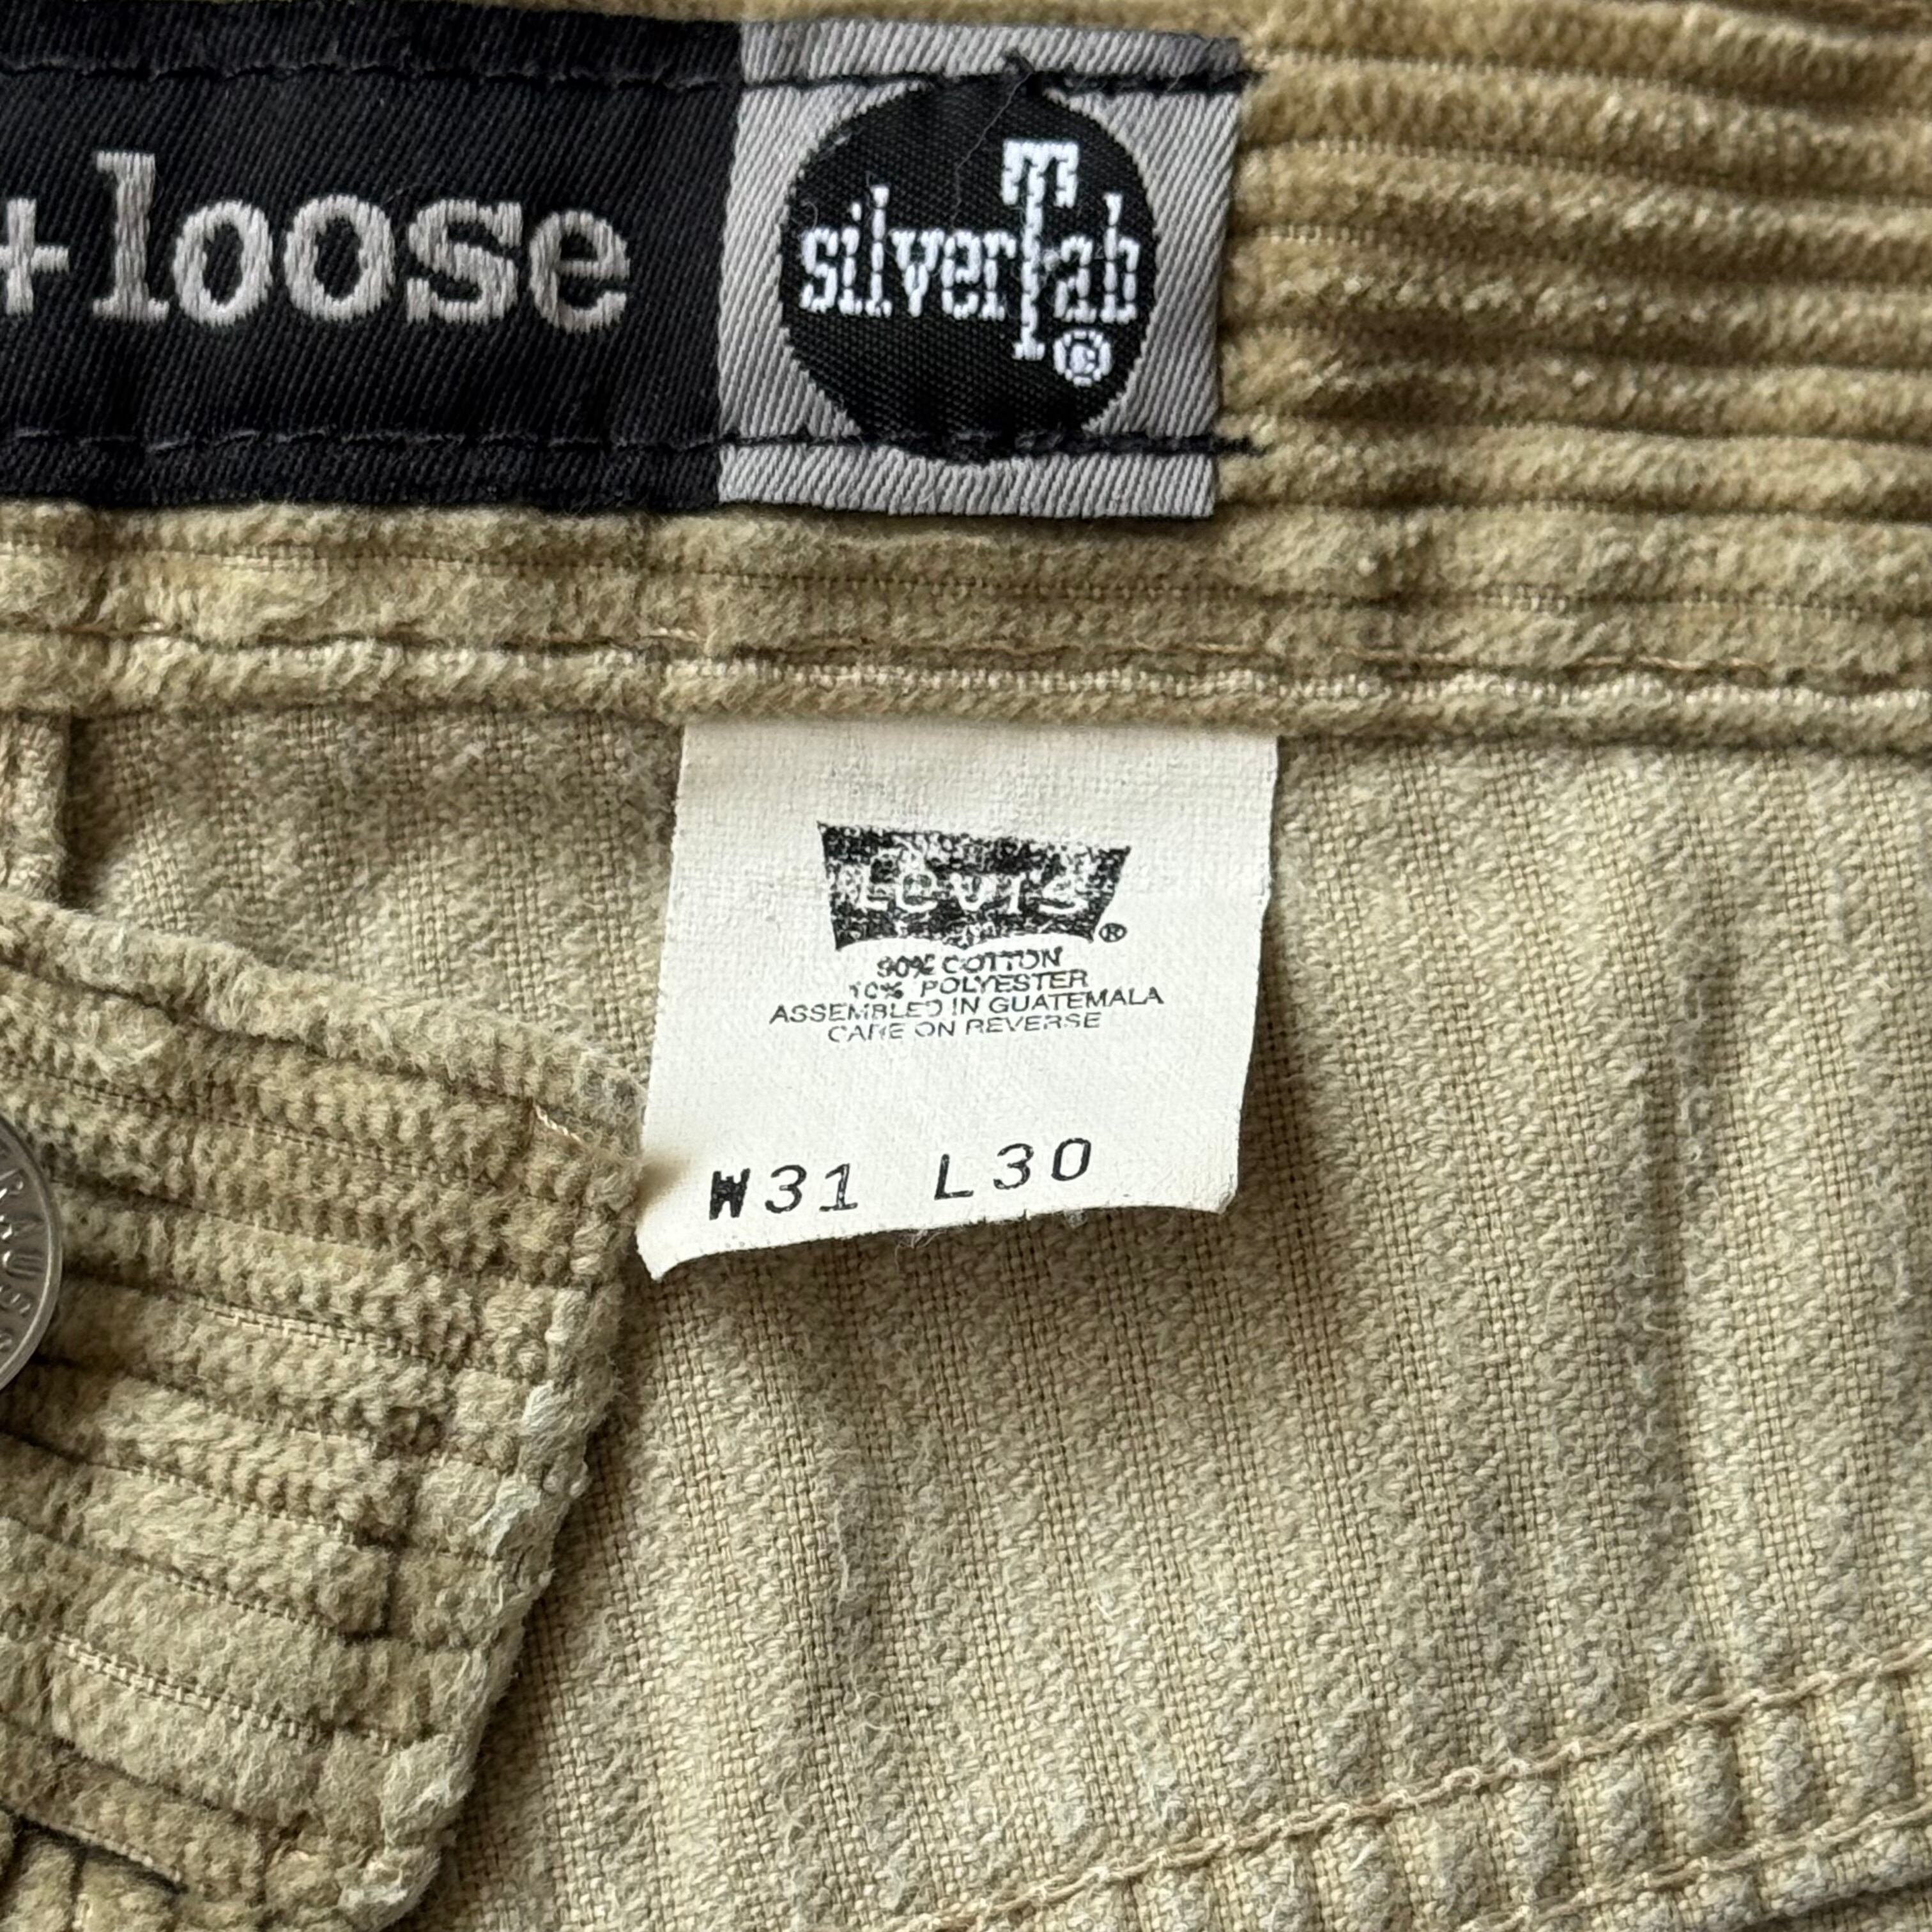 +loose
silverTab®
Levi's®
90% COTTON
10% POLYESTER
ASSEMBLED IN GUATEMALA
CARE ON REVERSE
W31 L30